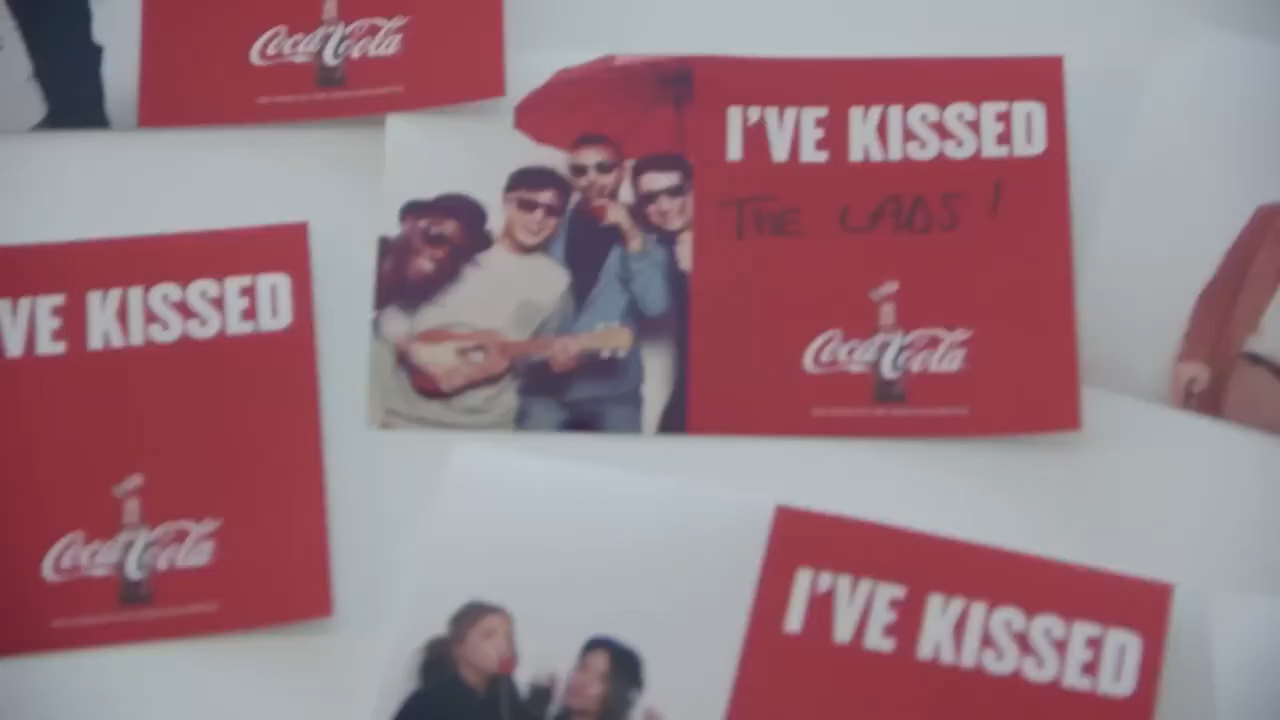 Coca-Cola
I'VE KISSED
THE LADS!
Coca-Cola
VE KISSED
Coca-Cola
I'VE KISSED